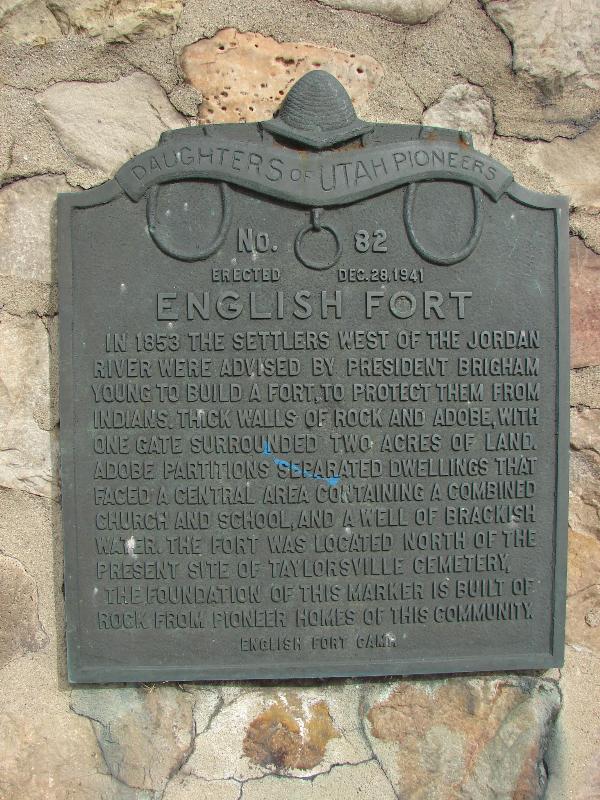 DAUGHTERS OF UTAH PIONEERS
No. 82
ERECTED DEC. 28, 1941
ENGLISH FORT
IN 1853 THE SETTLERS WEST OF THE JORDAN
RIVER WERE ADVISED BY PRESIDENT BRIGHAM
YOUNG TO BUILD A FORT, TO PROTECT THEM FROM
INDIANS. THICK WALLS OF ROCK AND ADOBE, WITH
ONE GATE SURROUNDED TWO ACRES OF LAND.
ADOBE PARTITIONS SEPARATED DWELLINGS THAT
FACED A CENTRAL AREA CONTAINING A COMBINED
CHURCH AND SCHOOL, AND A WELL OF BRACKISH
WATER. THE FORT WAS LOCATED NORTH OF THE
PRESENT SITE OF TAYLORSVILLE CEMETERY,
THE FOUNDATION OF THIS MARKER IS BUILT OF
ROCK FROM PIONEER HOMES OF THIS COMMUNITY.
ENGLISH FORT CAMP